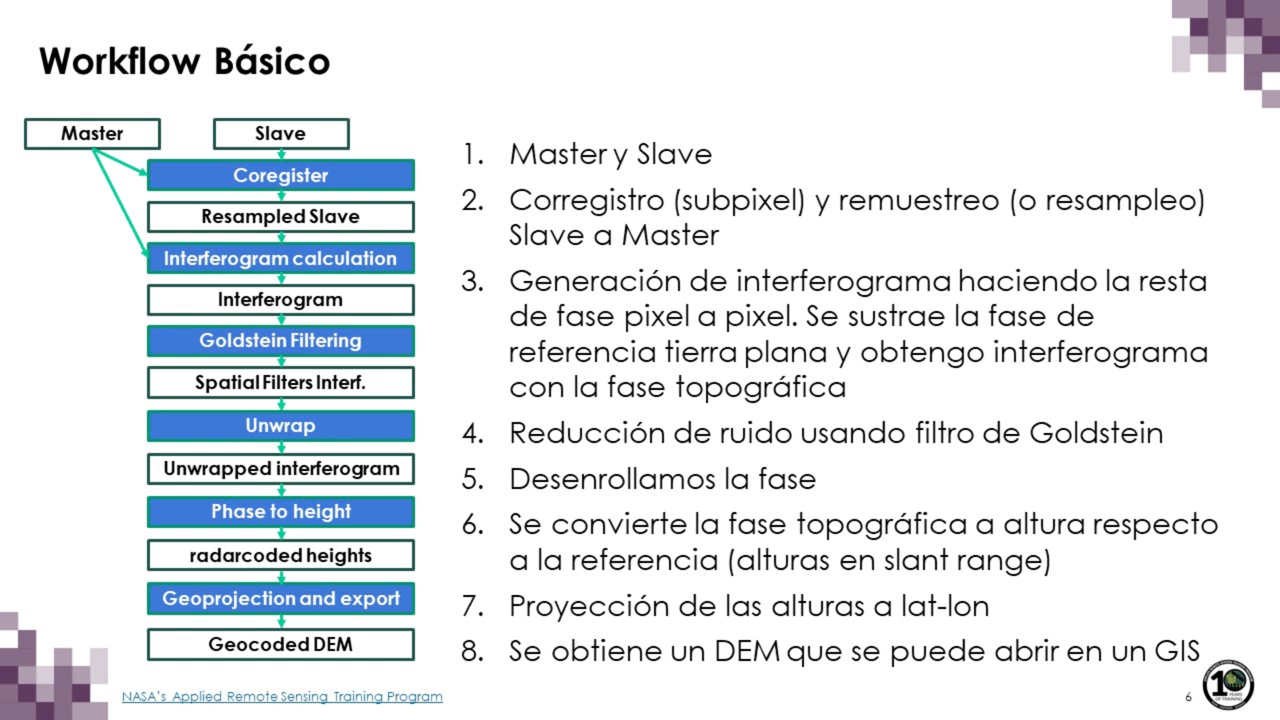 Workflow Básico
Master
Slave
Coregister
Resampled Slave
Interferogram calculation
Interferogram
Goldstein Filtering
Spatial Filters Interf.
Unwrap
Unwrapped interferogram
Phase to height
radarcoded heights
Geoprojection and export
Geocoded DEM
1. Master y Slave
2. Corregistro (subpixel) y remuestreo (o resampleo)
Slave a Master
3. Generación de interferograma haciendo la resta
de fase pixel a pixel. Se sustrae la fase de
referencia tierra plana y obtengo interferograma
con la fase topográfica
4. Reducción de ruido usando filtro de Goldstein
5. Desenrollamos la fase
6. Se convierte la fase topográfica a altura respecto
a la referencia (alturas en slant range)
7. Proyección de las alturas a lat-lon
8. Se obtiene un DEM que se puede abrir en un GIS
NASA's Applied Remote Sensing Training Program
6
10
YEARS
OF TRAINING